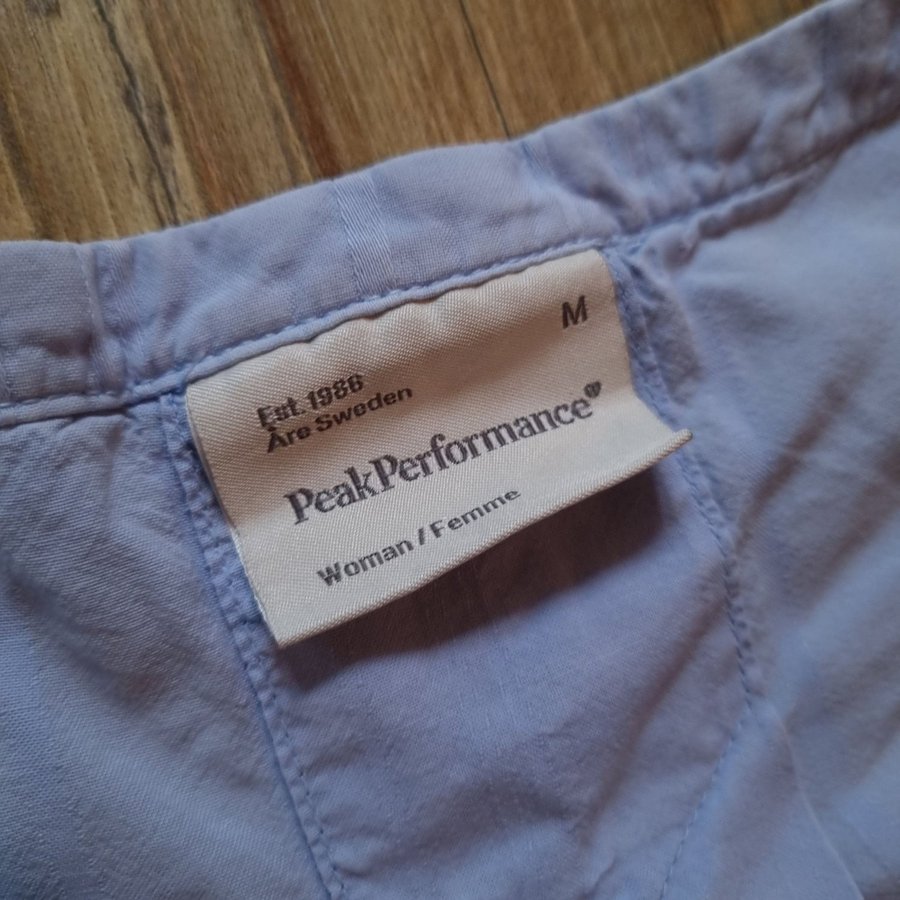 M
Est. 1986
Åre Sweden
PeakPerformance®
Woman / Femme